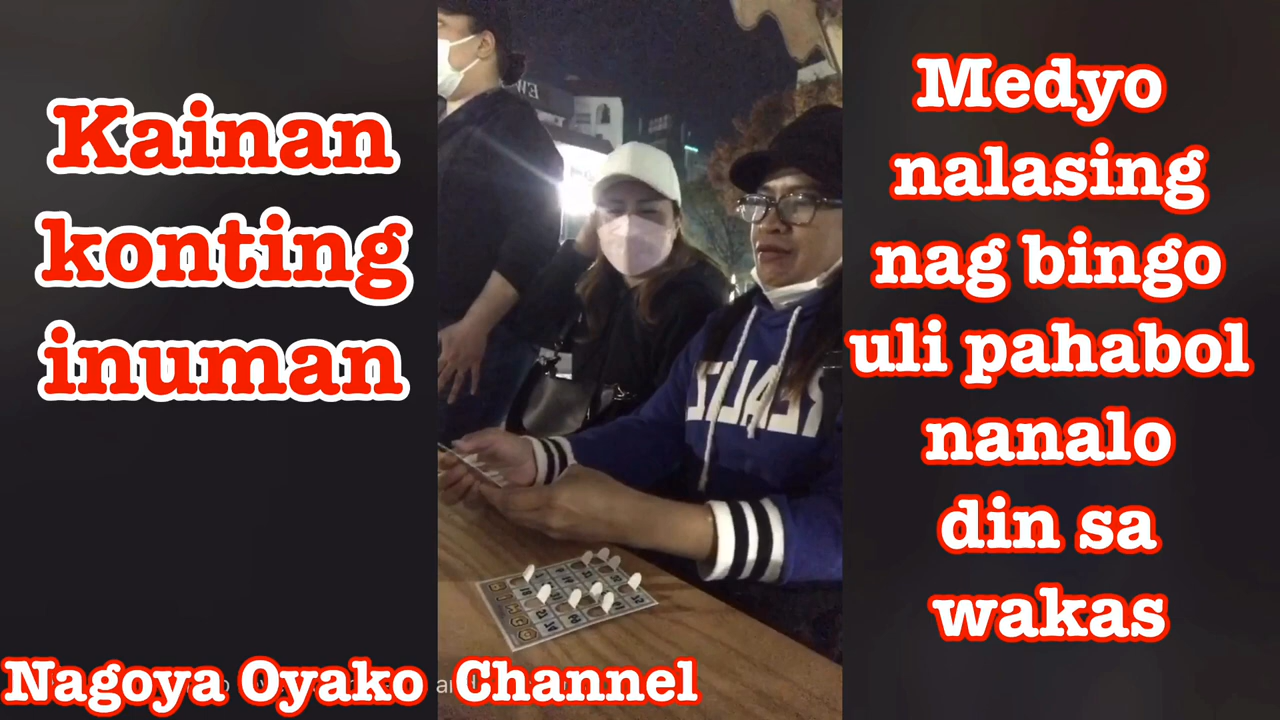 Kainan
konting
inuman
Medyo
nalasing
nag bingo
uli pahabol
nanalo
din sa
wakas
Nagoya Oyako Channel